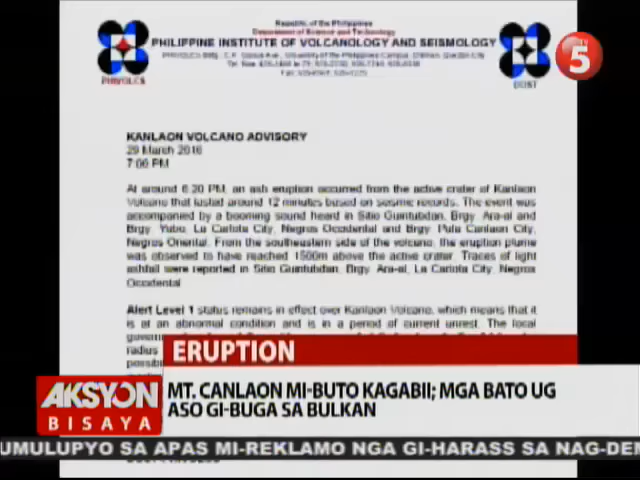 Republic of the Philippines
Department of Science and Technology
PHILIPPINE INSTITUTE OF VOLCANOLOGY AND SEISMOLOGY
PHIVOLCS
DOST
5
KANLAON VOLCANO ADVISORY
29 March 2016
7:00 PM
At around 6:20 PM, an ash eruption occurred from the active crater of Kanlaon
Volcano that lasted around 12 minutes based on seismic records. The event was
accompanied by a booming sound heard in Sitio Guintubdan, Brgy. Ara-al and
Brgy. Yubo, La Carlota City, Negros Occidental and Brgy. Pula Canlaon City,
Negros Oriental. From the southeastern side of the volcano, the eruption plume
was observed to have reached 1500m above the active crater. Traces of light
ashfall were reported in Sitio Guintubdan, Brgy. Ara-al, La Carlota City, Negros
Occidental
Alert Level 1 status remains in effect over Kanlaon Volcano, which means that it
is at an abnormal condition and is in a period of current unrest. The local
radius
ERUPTION
MT. CANLAON MI-BUTO KAGABII; MGA BATO UG
ASO GI-BUGA SA BULKAN
AKSYON
BISAYA
UMULUPYO SA APAS MI-REKLAMO NGA GI-HARASS SA NAG-DEM